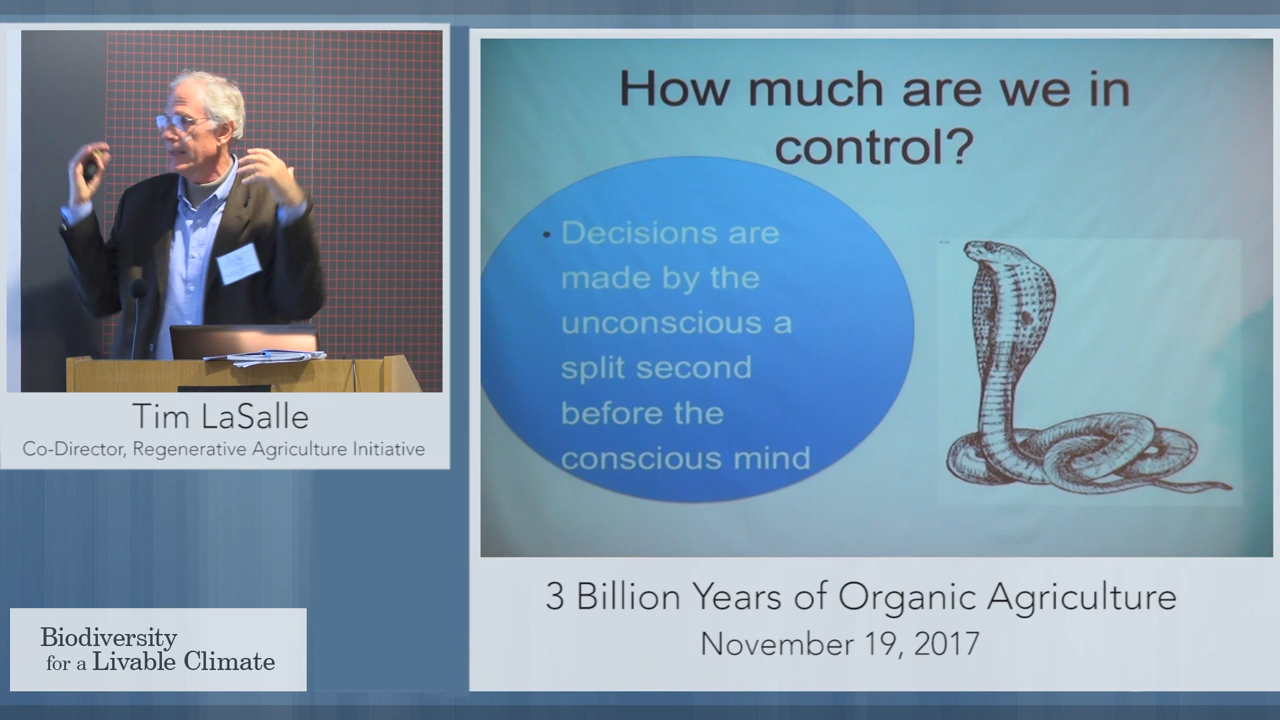 How much are we in
control?
• Decisions are
made by the
unconscious a
split second
before the
conscious mind
Tim LaSalle
Co-Director, Regenerative Agriculture Initiative
3 Billion Years of Organic Agriculture
November 19, 2017
Biodiversity
for a Livable Climate